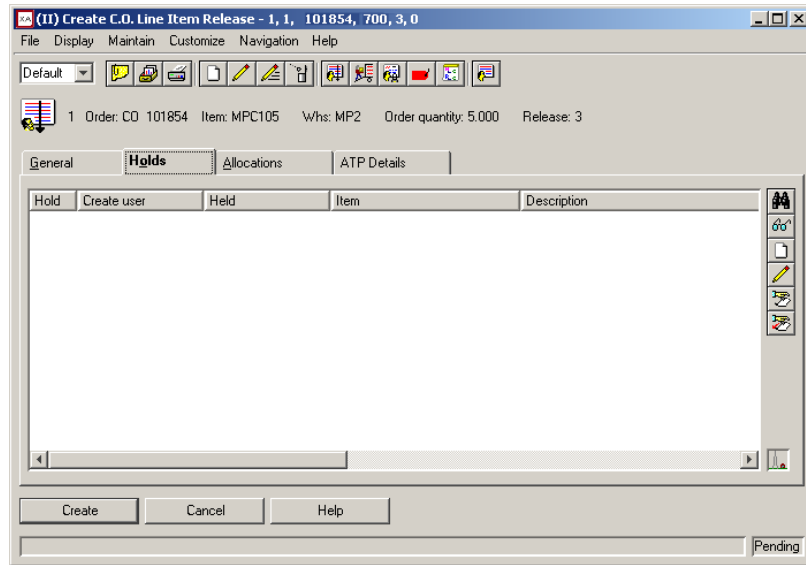 XA (II) Create C.O. Line Item Release - 1, 1, 101854, 700, 3, 0
File Display Maintain Customize Navigation Help
Default
1 Order: CO 101854 Item: MPC105 Whs: MP2 Order quantity: 5.000 Release: 3
General Holds Allocations ATP Details
Hold Create user Held Item Description
Create Cancel Help
Pending